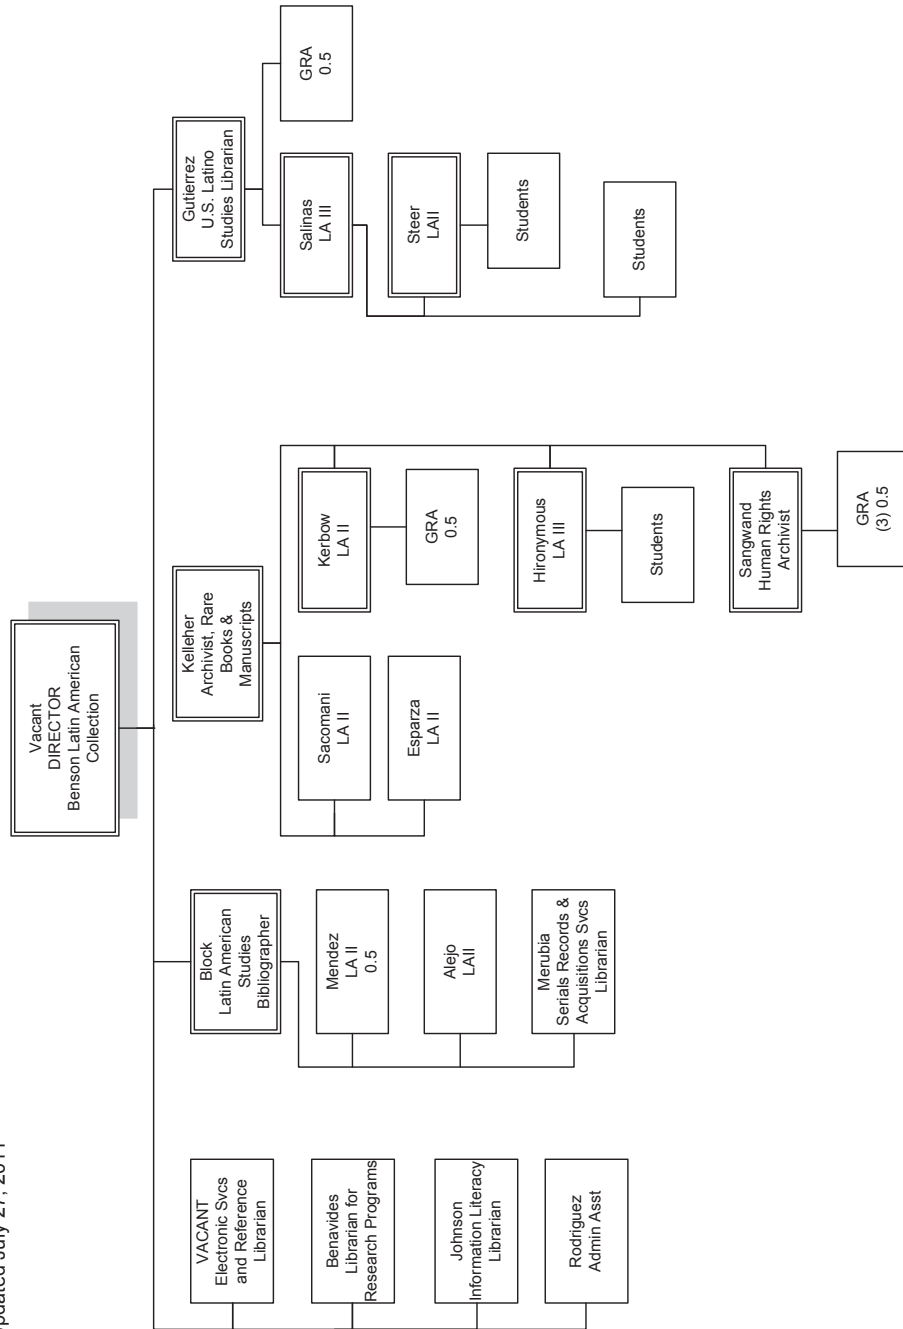 Updated July 27, 2011
Vacant
DIRECTOR
Benson Latin American
Collection
VACANT
Electronic Svcs
and Reference
Librarian
Benavides
Librarian for
Research Programs
Johnson
Information Literacy
Librarian
Rodriguez
Admin Asst
Block
Latin American
Studies
Bibliographer
Mendez
LA II
0.5
Alejo
LAII
Merubia
Serials Records &
Acquisitions Svcs
Librarian
Kelleher
Archivist, Rare
Books &
Manuscripts
Sacomani
LA II
Esparza
LA II
Kerbow
LA II
GRA
0.5
Hironymous
LA III
Students
Sangwand
Human Rights
Archivist
GRA
(3) 0.5
Gutierrez
U.S. Latino
Studies Librarian
Salinas
LA III
GRA
0.5
Steer
LAII
Students
Students